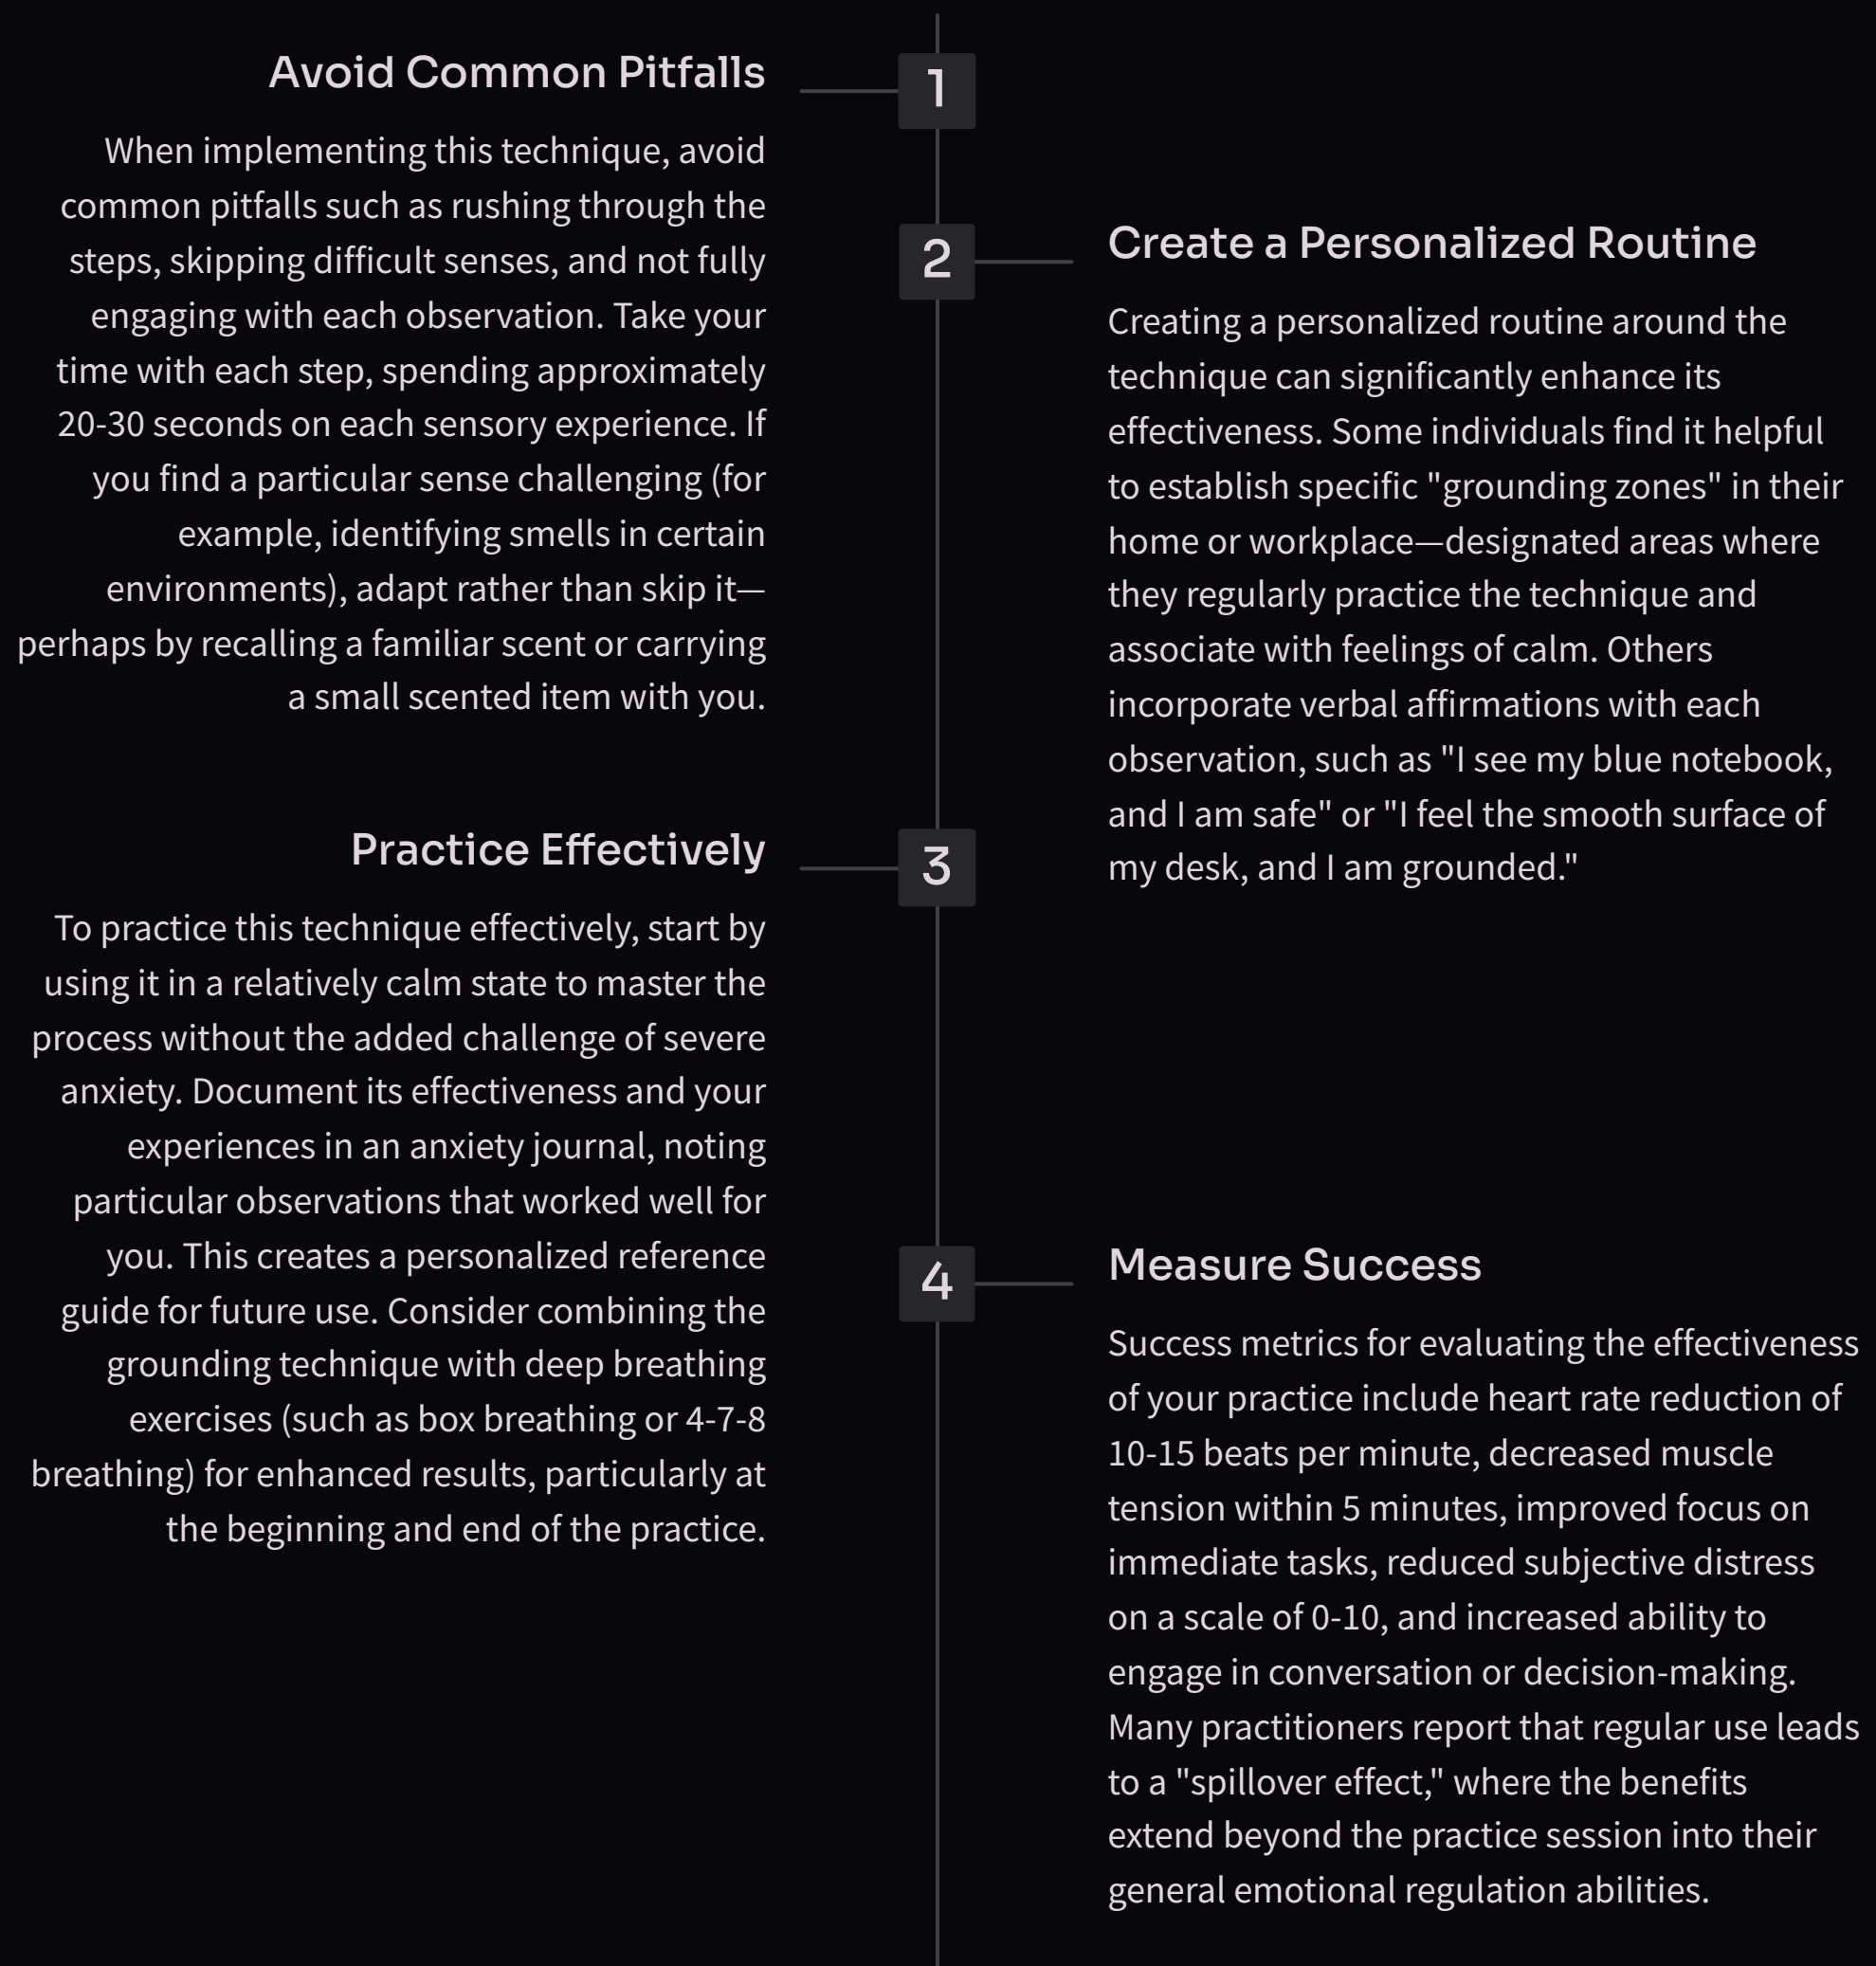 1
Avoid Common Pitfalls
When implementing this technique, avoid
common pitfalls such as rushing through the
steps, skipping difficult senses, and not fully
engaging with each observation. Take your
time with each step, spending approximately
20-30 seconds on each sensory experience. If
you find a particular sense challenging (for
example, identifying smells in certain
environments), adapt rather than skip it—
perhaps by recalling a familiar scent or carrying
a small scented item with you.
2
Create a Personalized Routine
Creating a personalized routine around the
technique can significantly enhance its
effectiveness. Some individuals find it helpful
to establish specific "grounding zones" in their
home or workplace—designated areas where
they regularly practice the technique and
associate with feelings of calm. Others
incorporate verbal affirmations with each
observation, such as "I see my blue notebook,
and I am safe" or "I feel the smooth surface of
my desk, and I am grounded."
3
Practice Effectively
To practice this technique effectively, start by
using it in a relatively calm state to master the
process without the added challenge of severe
anxiety. Document its effectiveness and your
experiences in an anxiety journal, noting
particular observations that worked well for
you. This creates a personalized reference
guide for future use. Consider combining the
grounding technique with deep breathing
exercises (such as box breathing or 4-7-8
breathing) for enhanced results, particularly at
the beginning and end of the practice.
4
Measure Success
Success metrics for evaluating the effectiveness
of your practice include heart rate reduction of
10-15 beats per minute, decreased muscle
tension within 5 minutes, improved focus on
immediate tasks, reduced subjective distress
on a scale of 0-10, and increased ability to
engage in conversation or decision-making.
Many practitioners report that regular use leads
to a "spillover effect," where the benefits
extend beyond the practice session into their
general emotional regulation abilities.